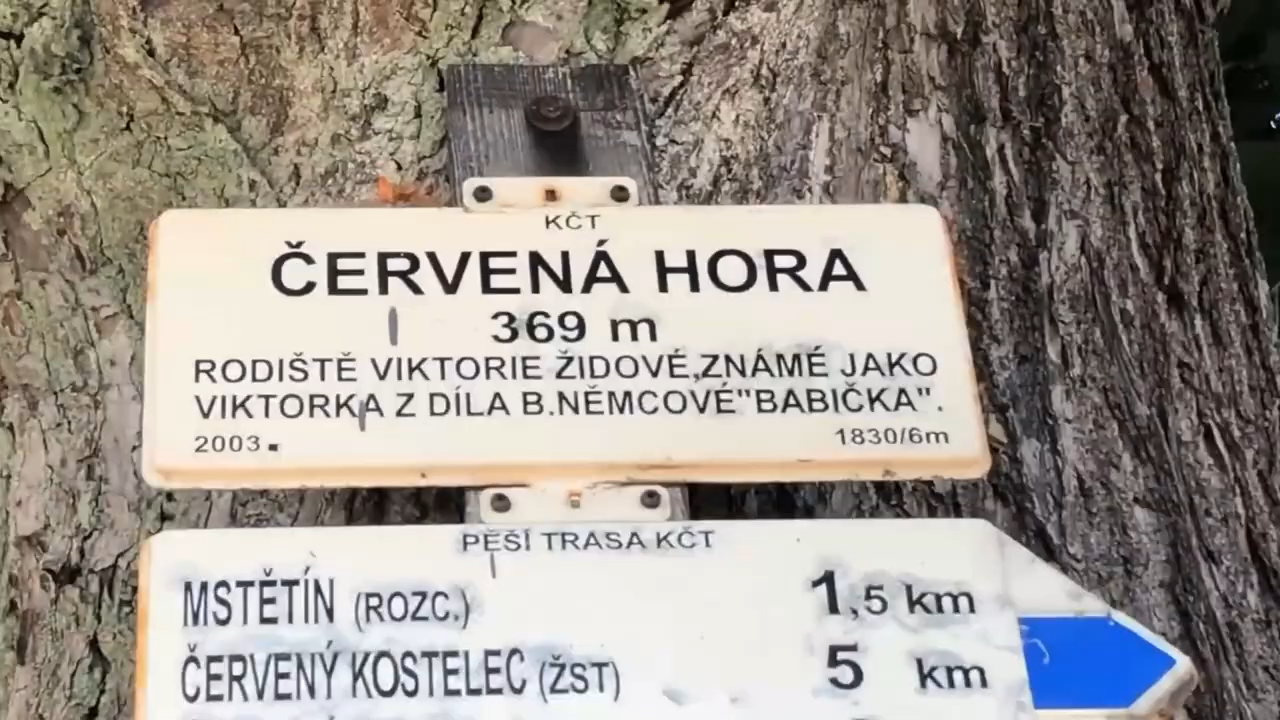 KČT
ČERVENÁ HORA
369 m
RODIŠTĚ VIKTORIE ŽIDOVÉ,ZNÁMÉ JAKO
VIKTORKA Z DÍLA B.NĚMCOVÉ"BABIČKA".
2003 1830/6m
PĚŠÍ TRASA KČT
MSTĚTÍN (ROZC.) 1,5 km
ČERVENÝ KOSTELEC (ŽST) 5 km